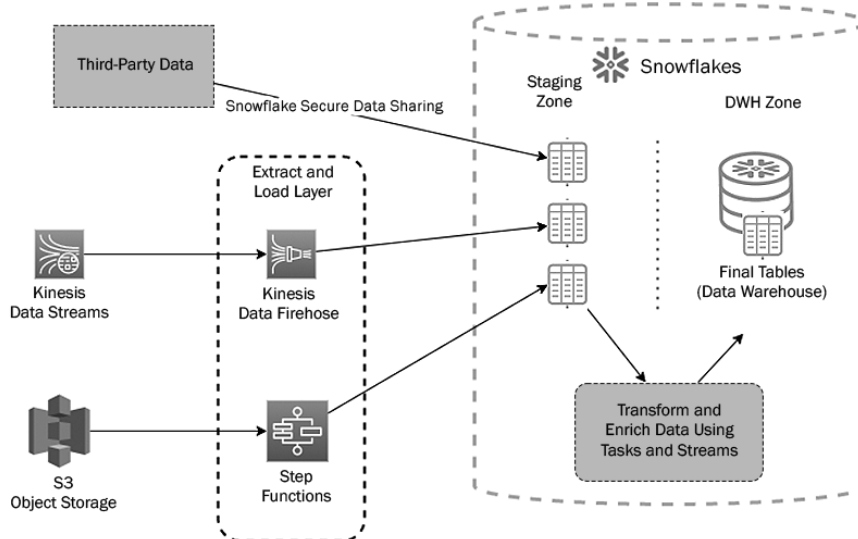 Third-Party Data
Snowflake Secure Data Sharing
Snowflakes
Staging
Zone
DWH Zone
Extract and
Load Layer
Kinesis
Data Streams
Kinesis
Data Firehose
Final Tables
(Data Warehouse)
S3
Object Storage
Step
Functions
Transform and
Enrich Data Using
Tasks and Streams